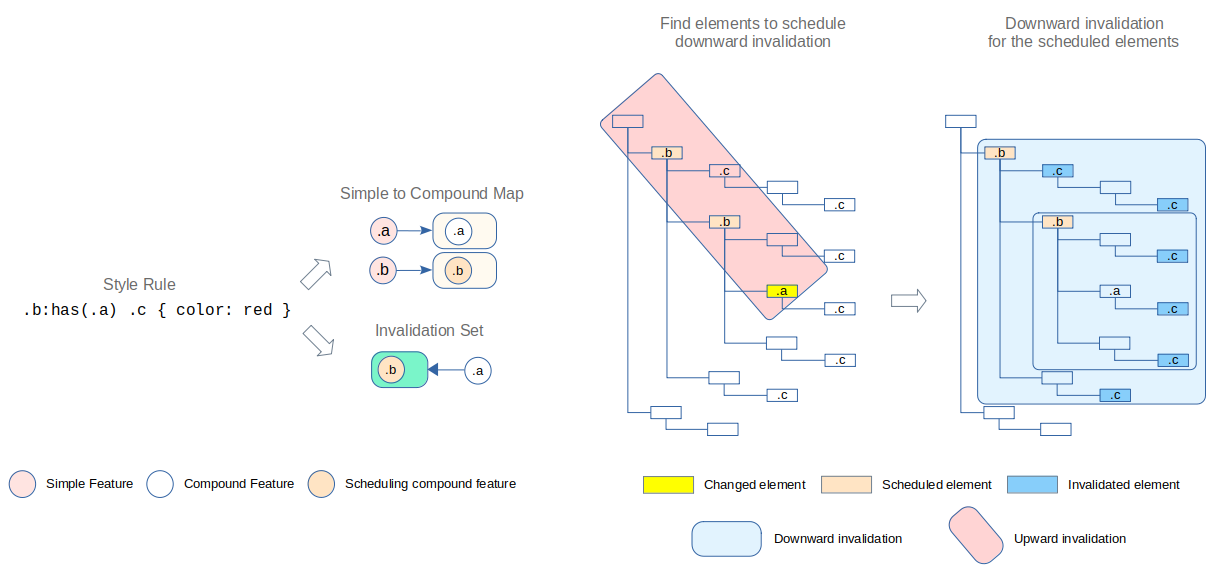 Find elements to schedule
downward invalidation
Downward invalidation
for the scheduled elements
Simple to Compound Map
.a
.a
.b
.b
Style Rule
.b:has(.a) .c { color: red }
Invalidation Set
.b
.a
.b
.c
.c
.b
.c
.a
.c
.c
.c
.b
.c
.c
.b
.c
.a
.c
.c
.c
Simple Feature
Compound Feature
Scheduling compound feature
Changed element
Scheduled element
Invalidated element
Downward invalidation
Upward invalidation